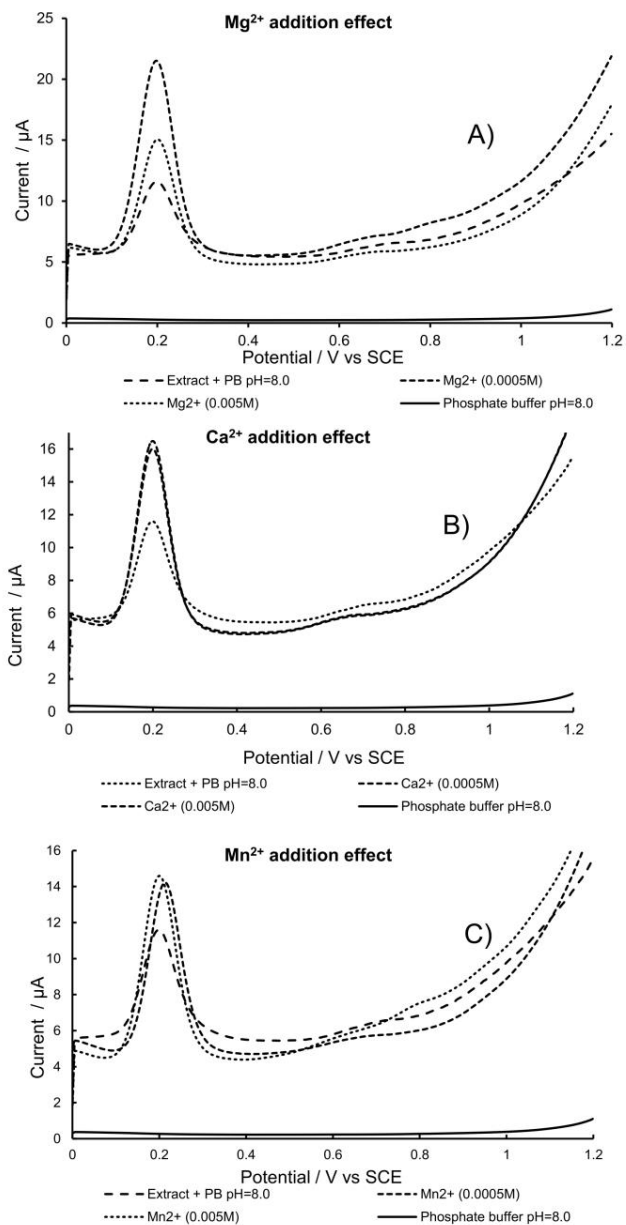 Mg²⁺ addition effect
25
20
15
10
5
0
Current / µA
A)
0 0.2 0.4 0.6 0.8 1 1.2
Potential / V vs SCE
Extract + PB pH=8.0 Mg2+ (0.0005M)
Mg2+ (0.005M) Phosphate buffer pH=8.0
Ca²⁺ addition effect
16
14
12
10
8
6
4
2
0
Current / µA
B)
0 0.2 0.4 0.6 0.8 1 1.2
Potential / V vs SCE
Extract + PB pH=8.0 Ca2+ (0.0005M)
Ca2+ (0.005M) Phosphate buffer pH=8.0
Mn²⁺ addition effect
16
14
12
10
8
6
4
2
0
Current / µA
C)
0 0.2 0.4 0.6 0.8 1 1.2
Potential / V vs SCE
Extract + PB pH=8.0 Mn2+ (0.0005M)
Mn2+ (0.005M) Phosphate buffer pH=8.0